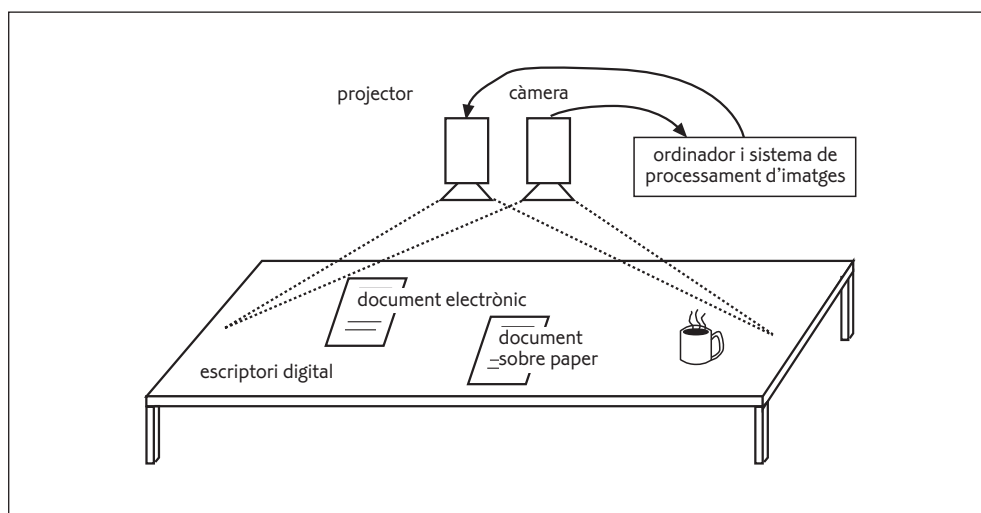 projector
càmera
ordinador i sistema de
processament d'imatges
document electrònic
document
sobre paper
escriptori digital